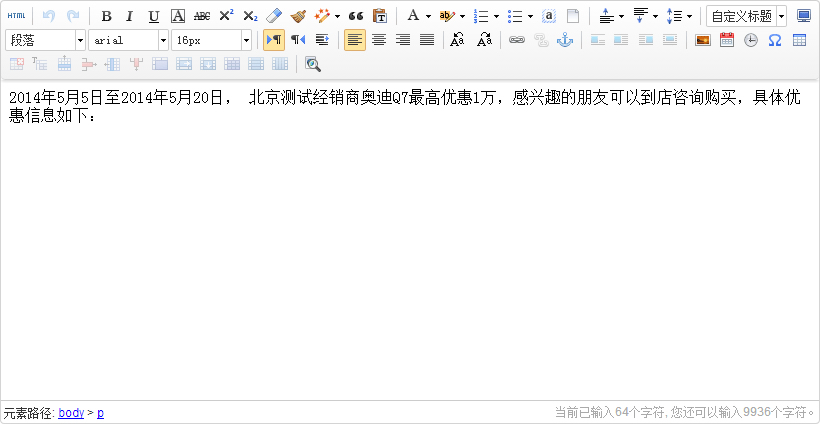 HTML B I U A ABC X² X₂ A ab 自定义标题
段落 arial 16px Aa Aa Ω
2014年5月5日至2014年5月20日， 北京测试经销商奥迪Q7最高优惠1万，感兴趣的朋友可以到店咨询购买，具体优
惠信息如下：
元素路径: body > p 当前已输入64个字符, 您还可以输入9936个字符。